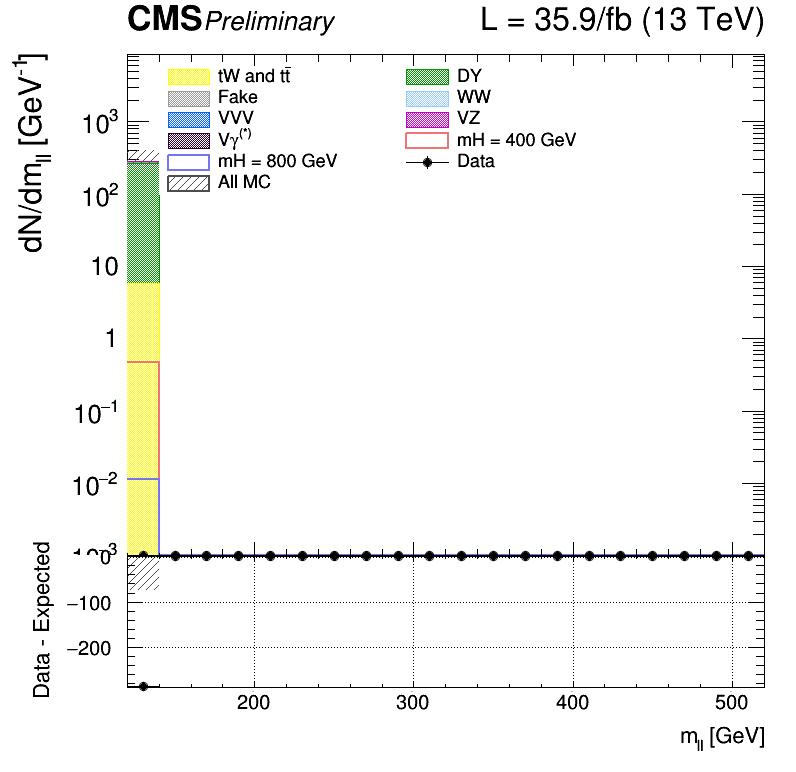 CMS Preliminary L = 35.9/fb (13 TeV)
dN/dm_ll [GeV⁻¹]
tW and tt̄
DY
Fake
WW
VVV
VZ
Vγ⁽*⁾
mH = 400 GeV
mH = 800 GeV
Data
All MC
10³
10²
10
1
10⁻¹
10⁻²
Data - Expected
0
−100
−200
200 300 400 500
m_ll [GeV]